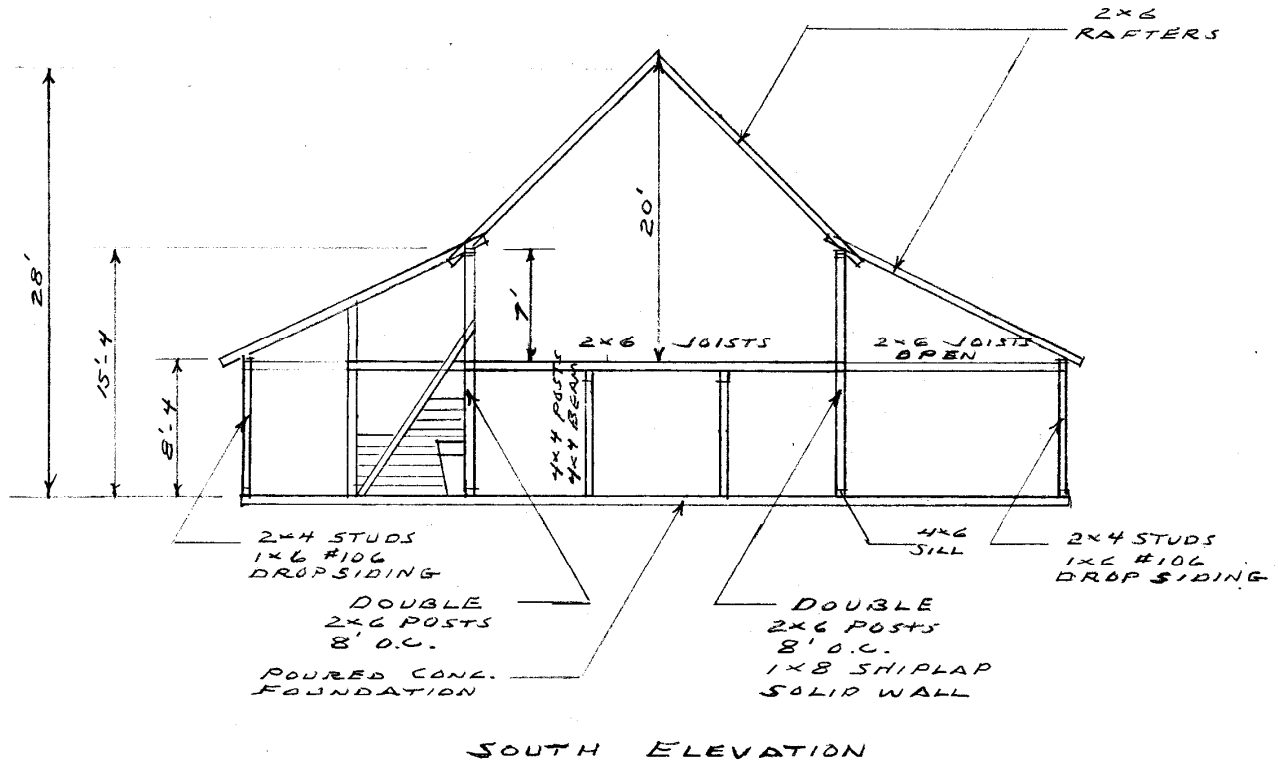 2×6
RAFTERS
28'
20'
15'-4
7'
8'-4
2×6 JOISTS
2×6 JOISTS
OPEN
4×4 POSTS
4×4 BEAM
2×4 STUDS
1×6 #106
DROPSIDING
4×6
SILL
2×4 STUDS
1×6 #106
DROP SIDING
DOUBLE
2×6 POSTS
8' O.C.
DOUBLE
2×6 POSTS
8' O.C.
1×8 SHIPLAP
SOLID WALL
POURED CONC.
FOUNDATION
SOUTH ELEVATION